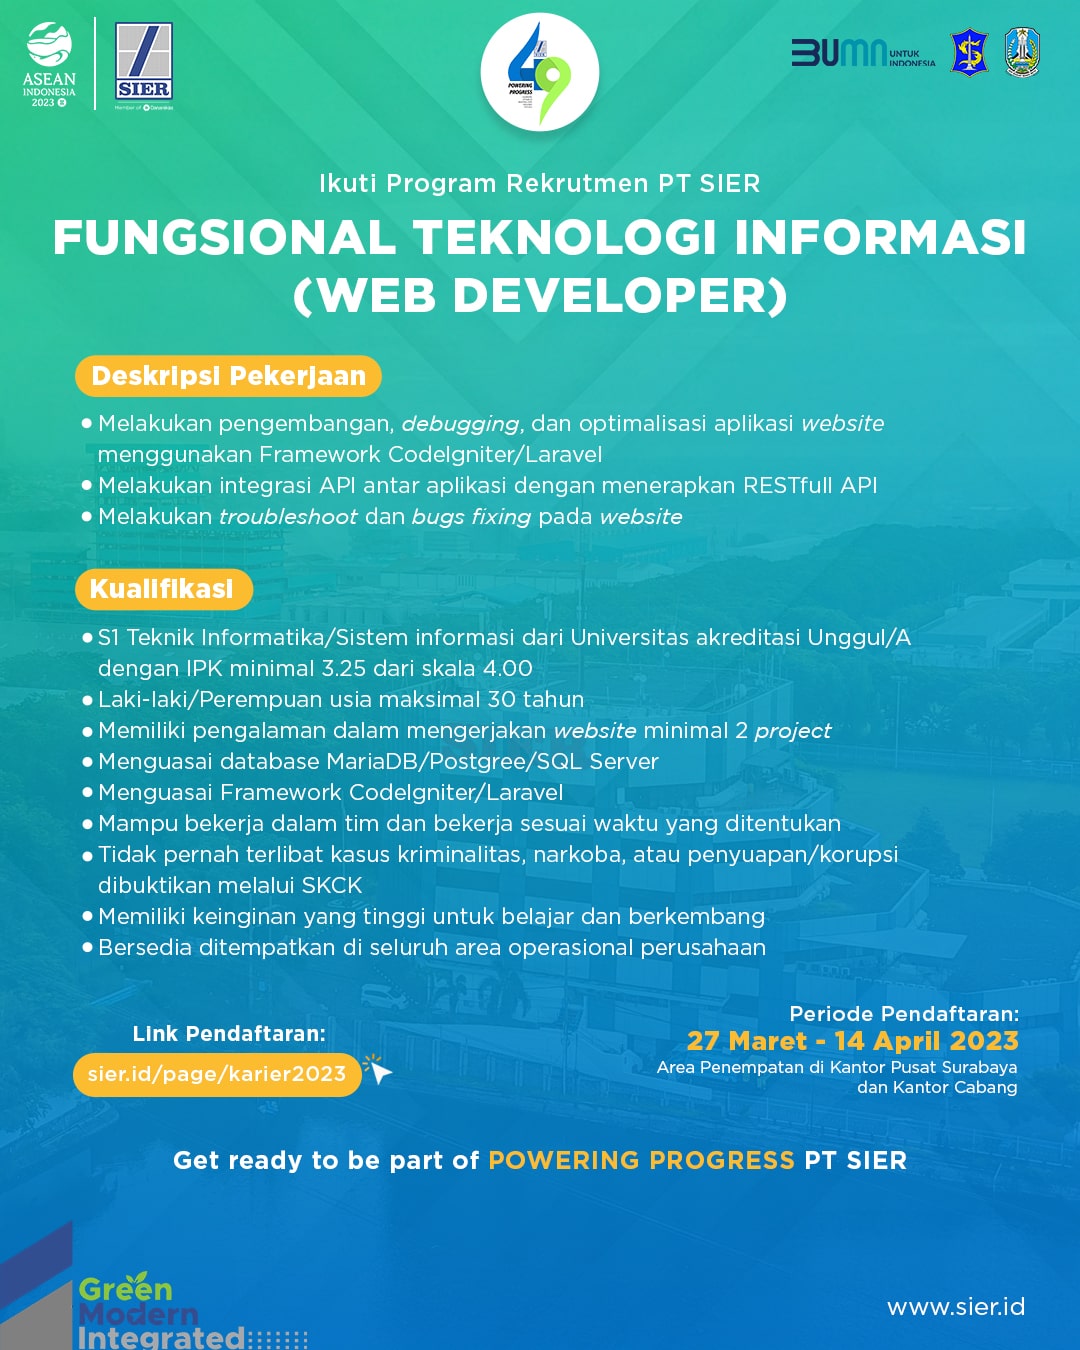 ASEAN
INDONESIA
2023
SIER
Member of Danareksa
49
SIER
POWERING
PROGRESS
BUMN UNTUK
INDONESIA
Ikuti Program Rekrutmen PT SIER
FUNGSIONAL TEKNOLOGI INFORMASI
(WEB DEVELOPER)
Deskripsi Pekerjaan
• Melakukan pengembangan, debugging, dan optimalisasi aplikasi website
menggunakan Framework CodeIgniter/Laravel
• Melakukan integrasi API antar aplikasi dengan menerapkan RESTfull API
• Melakukan troubleshoot dan bugs fixing pada website
Kualifikasi
• S1 Teknik Informatika/Sistem informasi dari Universitas akreditasi Unggul/A
dengan IPK minimal 3.25 dari skala 4.00
• Laki-laki/Perempuan usia maksimal 30 tahun
• Memiliki pengalaman dalam mengerjakan website minimal 2 project
• Menguasai database MariaDB/Postgree/SQL Server
• Menguasai Framework CodeIgniter/Laravel
• Mampu bekerja dalam tim dan bekerja sesuai waktu yang ditentukan
• Tidak pernah terlibat kasus kriminalitas, narkoba, atau penyuapan/korupsi
dibuktikan melalui SKCK
• Memiliki keinginan yang tinggi untuk belajar dan berkembang
• Bersedia ditempatkan di seluruh area operasional perusahaan
Link Pendaftaran:
sier.id/page/karier2023
Periode Pendaftaran:
27 Maret - 14 April 2023
Area Penempatan di Kantor Pusat Surabaya
dan Kantor Cabang
Get ready to be part of POWERING PROGRESS PT SIER
Green
Modern
Integrated
www.sier.id